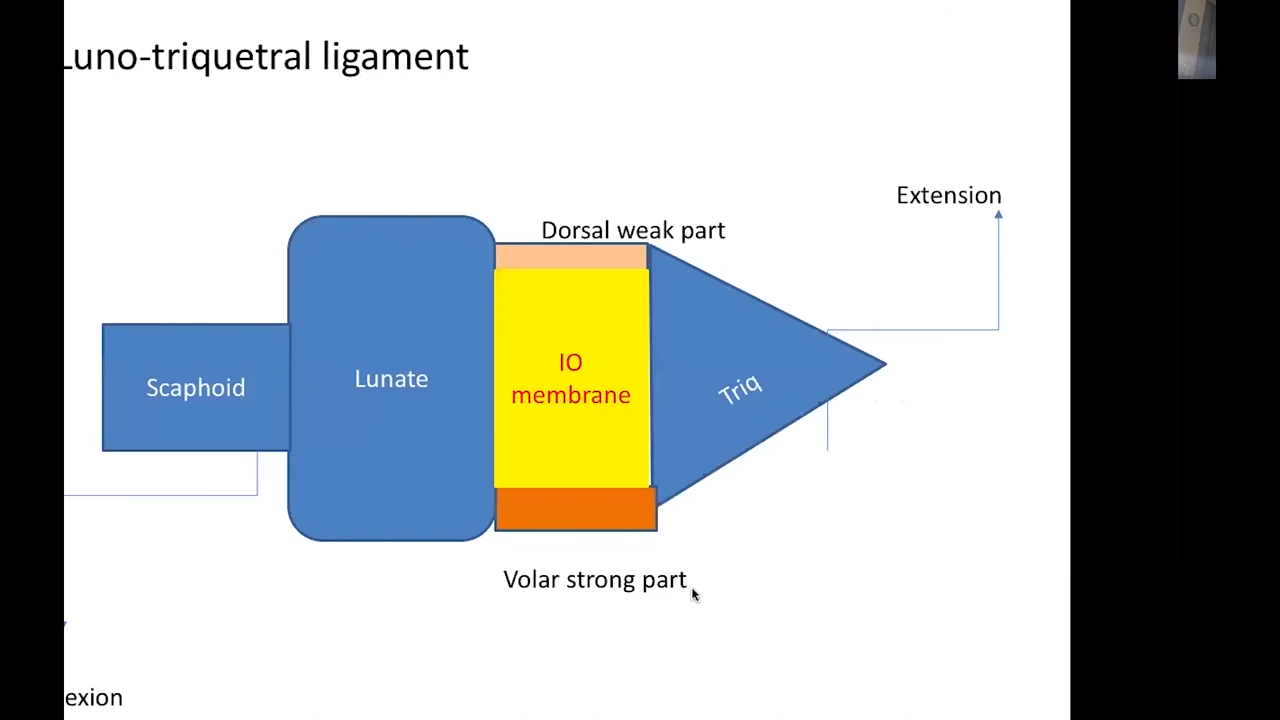 Luno-triquetral ligament
Extension
Dorsal weak part
IO
membrane
Scaphoid
Lunate
Triq
Volar strong part
exion